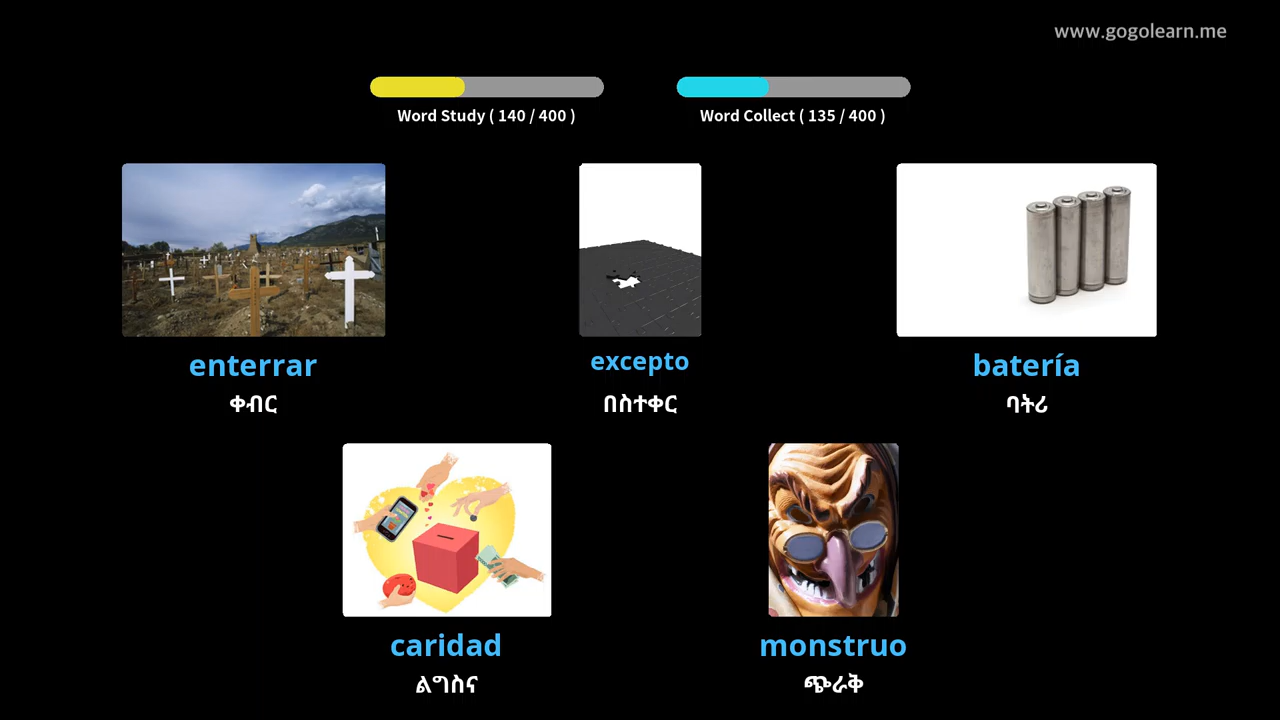 www.gogolearn.me
Word Study ( 140 / 400 )
Word Collect ( 135 / 400 )
enterrar
ቀብር
excepto
በስተቀር
batería
ባትሪ
caridad
ልግስና
monstruo
ጭራቅ